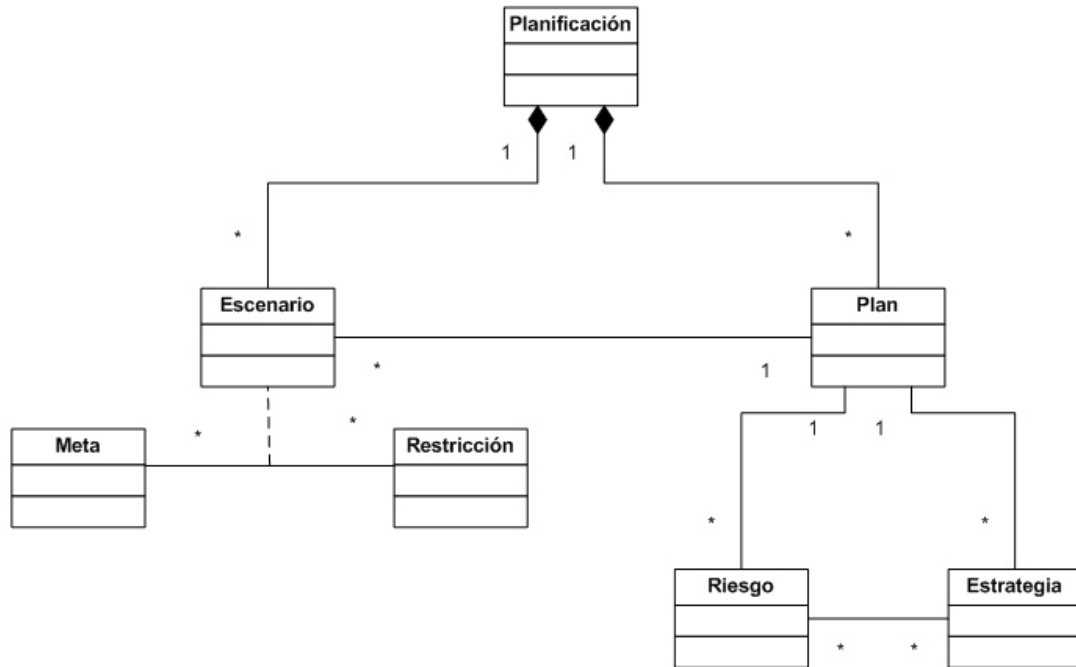 Planificación
1
1
*
*
Escenario
Plan
*
1
Meta
*
*
Restricción
1
1
*
*
Riesgo
Estrategia
*
*